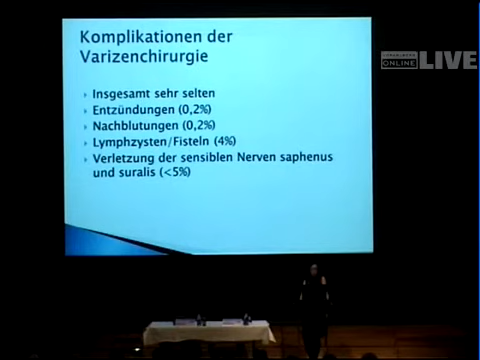 Komplikationen der
Varizenchirurgie
Insgesamt sehr selten
Entzündungen (0,2%)
Nachblutungen (0,2%)
Lymphzysten/Fisteln (4%)
Verletzung der sensiblen Nerven saphenus
und suralis (<5%)
ONLINE
LIVE